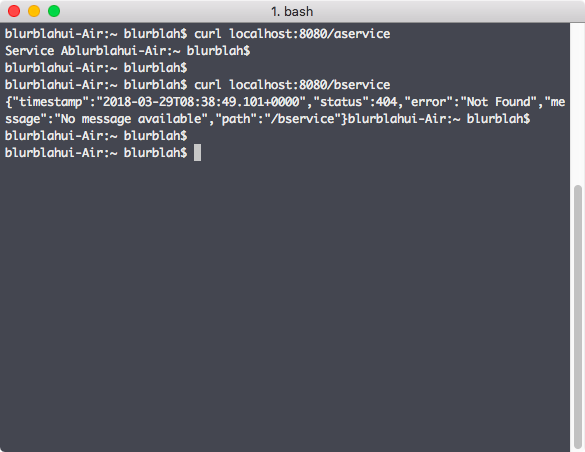 1. bash
blurblahui-Air:~ blurblah$ curl localhost:8080/aservice
Service Ablurblahui-Air:~ blurblah$
blurblahui-Air:~ blurblah$
blurblahui-Air:~ blurblah$ curl localhost:8080/bservice
{"timestamp":"2018-03-29T08:38:49.101+0000","status":404,"error":"Not Found","me
ssage":"No message available","path":"/bservice"}blurblahui-Air:~ blurblah$
blurblahui-Air:~ blurblah$
blurblahui-Air:~ blurblah$